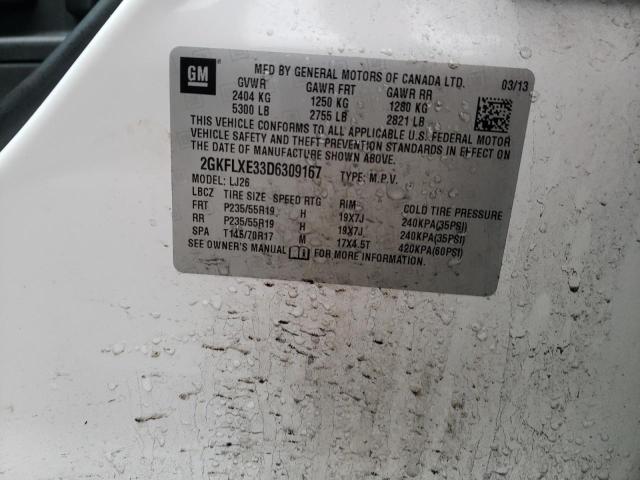 GM
MFD BY GENERAL MOTORS OF CANADA LTD. 03/13
GVWR GAWR FRT GAWR RR
2404 KG 1250 KG 1280 KG
5300 LB 2755 LB 2821 LB
THIS VEHICLE CONFORMS TO ALL APPLICABLE U.S. FEDERAL MOTOR
VEHICLE SAFETY AND THEFT PREVENTION STANDARDS IN EFFECT ON
THE DATE OF MANUFACTURE SHOWN ABOVE.
2GKFLXE33D6309167 TYPE: M.P.V.
MODEL: LJ26
LBCZ TIRE SIZE SPEED RTG RIM COLD TIRE PRESSURE
FRT P235/55R19 H 19X7J 240KPA(35PSI)
RR P235/55R19 H 19X7J 240KPA(35PSI)
SPA T145/70R17 M 17X4.5T 420KPA(60PSI)
SEE OWNER'S MANUAL FOR MORE INFORMATION.